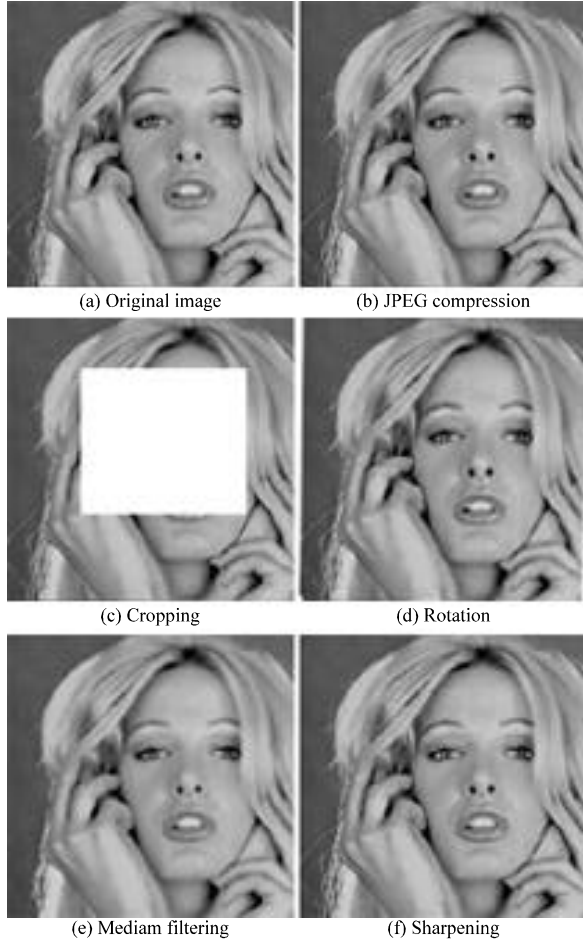 (a) Original image
(b) JPEG compression
(c) Cropping
(d) Rotation
(e) Mediam filtering
(f) Sharpening